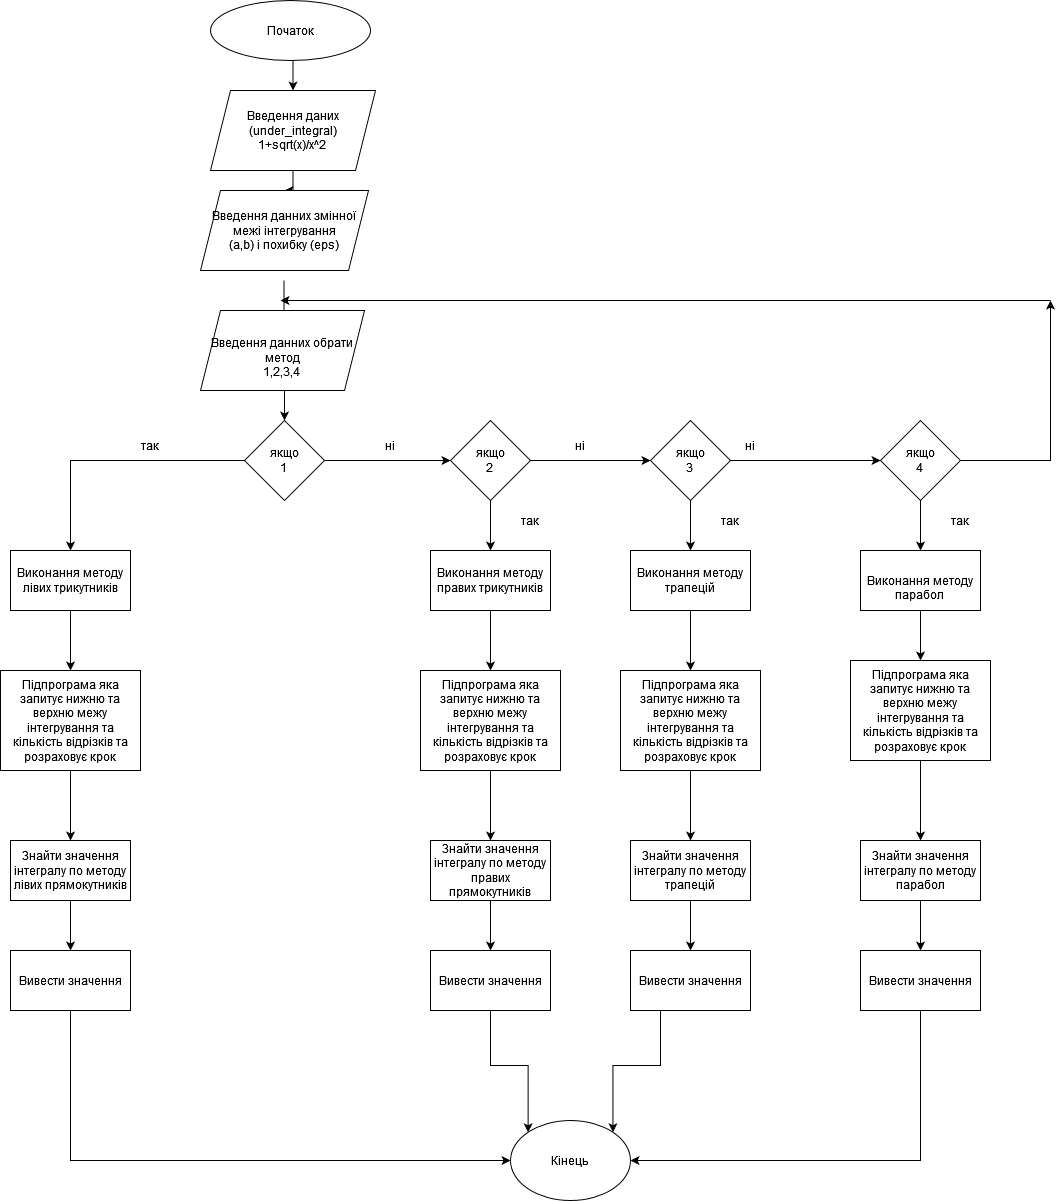 Початок
Введення даних
(under_integral)
1+sqrt(x)/x^2
Введення данних змінної
межі інтегрування
(a,b) і похибку (eps)
Введення данних обрати
метод
1,2,3,4
так
якщо
1
ні
якщо
2
ні
якщо
3
ні
якщо
4
так
так
так
Виконання методу
лівих трикутників
Виконання методу
правих трикутників
Виконання методу
трапецій
Виконання методу
парабол
Підпрограма яка
запитує нижню та
верхню межу
інтегрування та
кількість відрізків та
розраховує крок
Підпрограма яка
запитує нижню та
верхню межу
інтегрування та
кількість відрізків та
розраховує крок
Підпрограма яка
запитує нижню та
верхню межу
інтегрування та
кількість відрізків та
розраховує крок
Підпрограма яка
запитує нижню та
верхню межу
інтегрування та
кількість відрізків та
розраховує крок
Знайти значення
інтегралу по методу
лівих прямокутників
Знайти значення
інтегралу по методу
правих
прямокутників
Знайти значення
інтегралу по методу
трапецій
Знайти значення
інтегралу по методу
парабол
Вивести значення
Вивести значення
Вивести значення
Вивести значення
Кінець